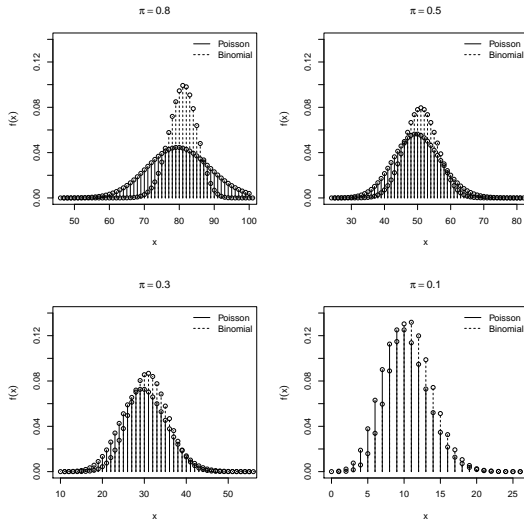 π = 0.8
Poisson
Binomial
f(x)
0.00 0.04 0.08 0.12
50 60 70 80 90 100
x
π = 0.5
Poisson
Binomial
f(x)
0.00 0.04 0.08 0.12
30 40 50 60 70 80
x
π = 0.3
Poisson
Binomial
f(x)
0.00 0.04 0.08 0.12
10 20 30 40 50
x
π = 0.1
Poisson
Binomial
f(x)
0.00 0.04 0.08 0.12
0 5 10 15 20 25
x